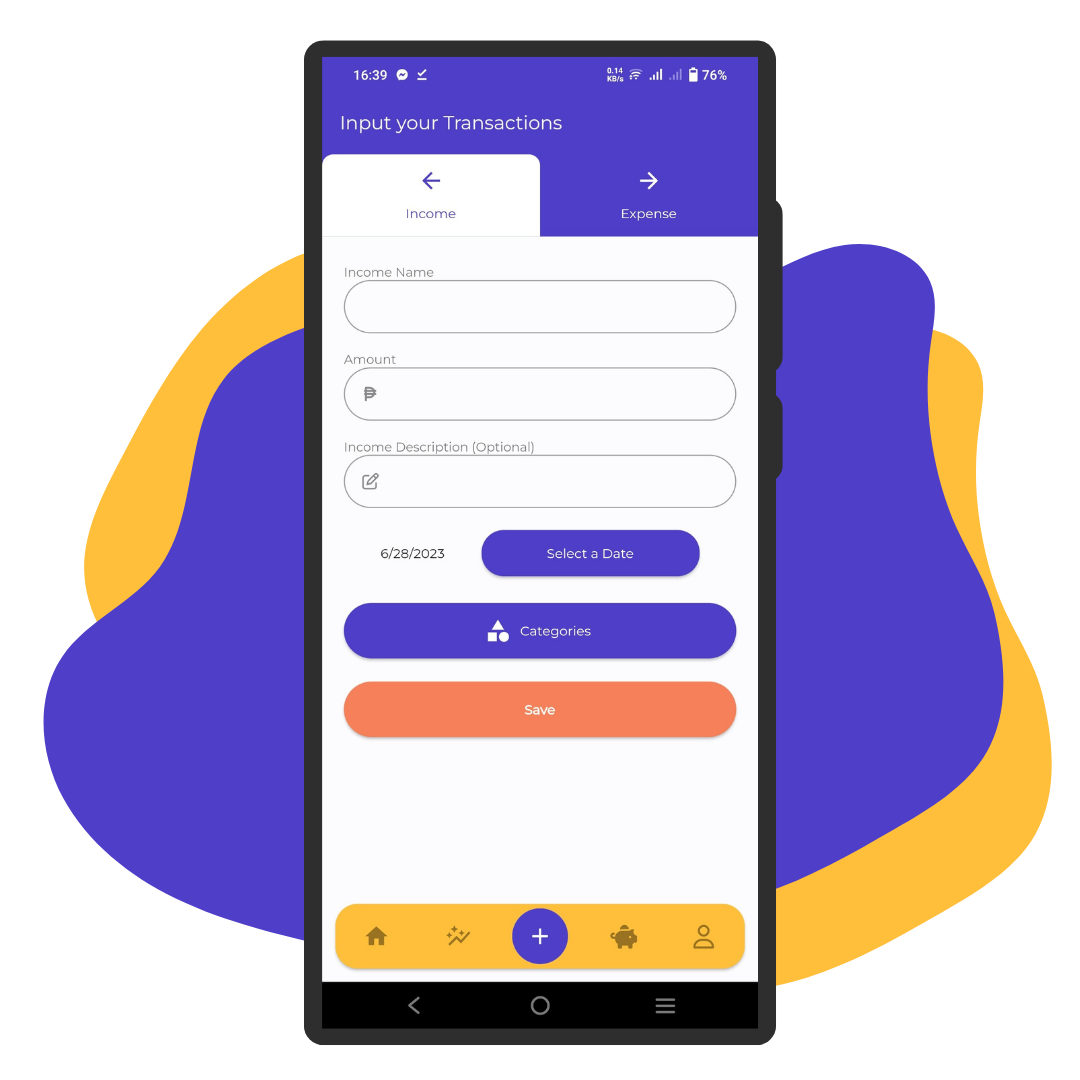 16:39 0.14 KB/s 76%
Input your Transactions
Income Expense
Income Name
Amount
₱
Income Description (Optional)
6/28/2023 Select a Date
Categories
Save